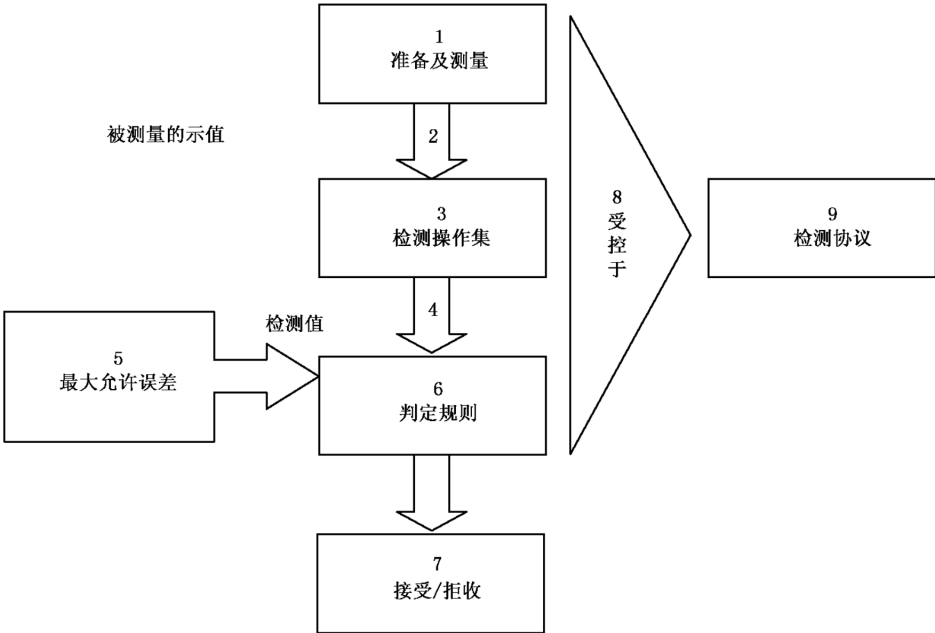 1
准备及测量
被测量的示值
2
3
检测操作集
8
受
控
于
9
检测协议
4
检测值
5
最大允许误差
6
判定规则
7
接受/拒收